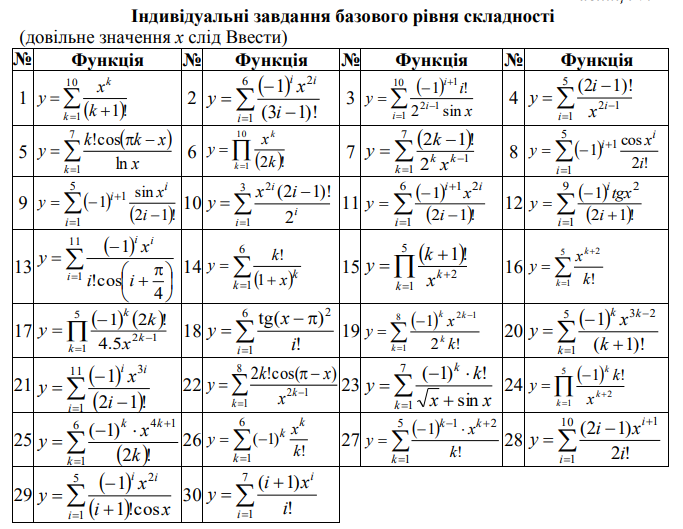 Індивідуальні завдання базового рівня складності
(довільне значення x слід Ввести)
№ Функція № Функція № Функція № Функція
1 y = \sum_{k=1}^{10} \frac{x^k}{(k+1)!} 2 y = \sum_{i=1}^{6} \frac{(-1)^i x^{2i}}{(3i-1)!} 3 y = \sum_{i=1}^{10} \frac{(-1)^{i+1} i!}{2^{2i-1} \sin x} 4 y = \sum_{i=1}^{5} \frac{(2i-1)!}{x^{2i-1}}
5 y = \sum_{k=1}^{7} \frac{k! \cos(πk-x)}{\ln x} 6 y = \prod_{k=1}^{10} \frac{x^k}{(2k)!} 7 y = \sum_{k=1}^{7} \frac{(2k-1)!}{2^k x^{k-1}} 8 y = \sum_{i=1}^{5} (-1)^{i+1} \frac{\cos x^i}{2i!}
9 y = \sum_{i=1}^{5} (-1)^{i+1} \frac{\sin x^i}{(2i-1)!} 10 y = \sum_{i=1}^{3} \frac{x^{2i} (2i-1)!}{2^i} 11 y = \sum_{i=1}^{6} \frac{(-1)^{i+1} x^{2i}}{(2i-1)!} 12 y = \sum_{i=1}^{9} \frac{(-1)^i tgx^2}{(2i+1)!}
13 y = \sum_{i=1}^{11} \frac{(-1)^i x^i}{i! \cos(i+\frac{π}{4})} 14 y = \sum_{k=1}^{6} \frac{k!}{(1+x)^k} 15 y = \prod_{k=1}^{5} \frac{(k+1)!}{x^{k+2}} 16 y = \sum_{k=1}^{5} \frac{x^{k+2}}{k!}
17 y = \prod_{k=1}^{5} \frac{(-1)^k (2k)!}{4.5x^{2k-1}} 18 y = \sum_{i=1}^{6} \frac{tg(x-π)^2}{i!} 19 y = \sum_{k=1}^{8} \frac{(-1)^k x^{2k-1}}{2^k k!} 20 y = \sum_{k=1}^{5} \frac{(-1)^k x^{3k-2}}{(k+1)!}
21 y = \sum_{i=1}^{11} \frac{(-1)^i x^{3i}}{(2i-1)!} 22 y = \sum_{k=1}^{8} \frac{2k! \cos(π-x)}{x^{2k-1}} 23 y = \sum_{k=1}^{7} \frac{(-1)^k · k!}{\sqrt{x} + \sin x} 24 y = \prod_{k=1}^{5} \frac{(-1)^k k!}{x^{k+2}}
25 y = \sum_{k=1}^{6} \frac{(-1)^k · x^{4k+1}}{(2k)!} 26 y = \sum_{k=1}^{6} (-1)^k \frac{x^k}{k!} 27 y = \sum_{k=1}^{5} \frac{(-1)^{k-1} · x^{k+2}}{k!} 28 y = \sum_{i=1}^{10} \frac{(2i-1)x^{i+1}}{2i!}
29 y = \sum_{i=1}^{5} \frac{(-1)^i x^{2i}}{(i+1)! \cos x} 30 y = \sum_{i=1}^{7} \frac{(i+1)x^i}{i!}